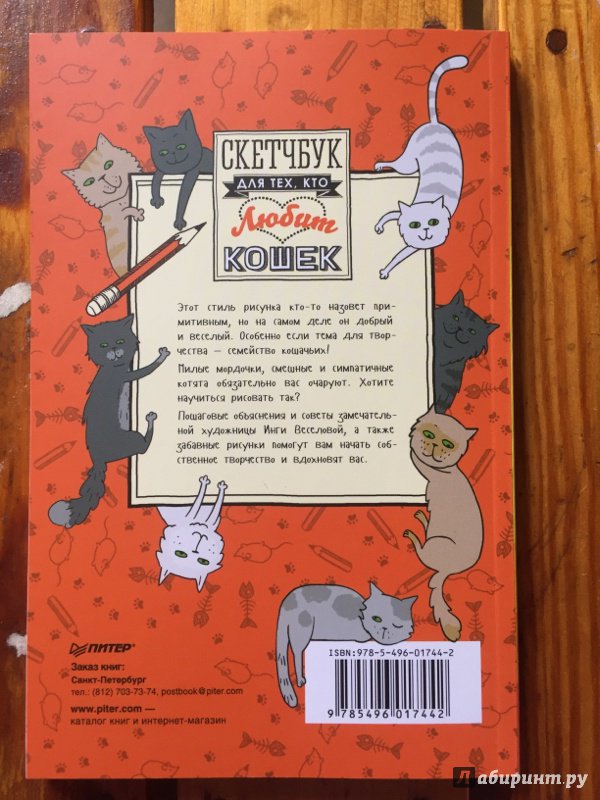 СКЕТЧБУК
ДЛЯ ТЕХ, КТО
Любит
КОШЕК
Этот стиль рисунка кто-то назовет при-
митивным, но на самом деле он добрый
и веселый. Особенно если тема для твор-
чества — семейство кошачьих!
Милые мордочки, смешные и симпатичные
котята обязательно вас очаруют. Хотите
научиться рисовать так?
Пошаговые объяснения и советы замечатель-
ной художницы Инги Веселовой, а также
забавные рисунки помогут вам начать соб-
ственное творчество и вдохновят вас.
ПИТЕР®
Заказ книг:
Санкт-Петербург
тел.: (812) 703-73-74, postbook@piter.com
www.piter.com —
каталог книг и интернет-магазин
ISBN:978-5-496-01744-2
9 785496 017442
Лабиринт.ру